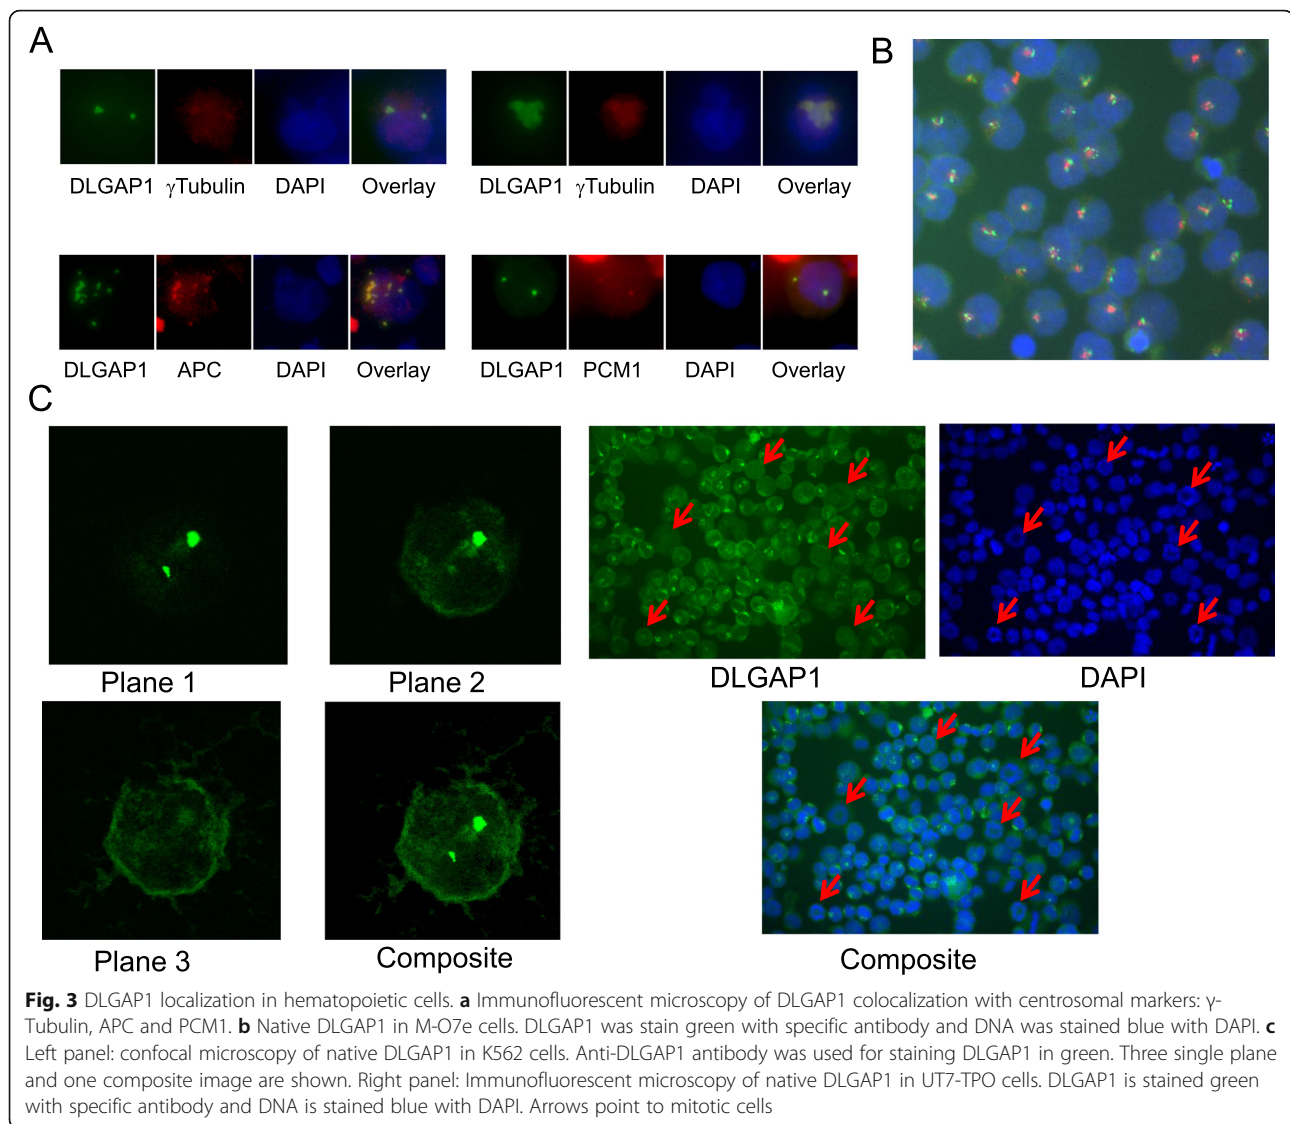 A
B
DLGAP1 γTubulin DAPI Overlay
DLGAP1 γTubulin DAPI Overlay
DLGAP1 APC DAPI Overlay
DLGAP1 PCM1 DAPI Overlay
C
Plane 1
Plane 2
DLGAP1
DAPI
Plane 3
Composite
Composite
Fig. 3 DLGAP1 localization in hematopoietic cells. a Immunofluorescent microscopy of DLGAP1 colocalization with centrosomal markers: γ-
Tubulin, APC and PCM1. b Native DLGAP1 in M-O7e cells. DLGAP1 was stain green with specific antibody and DNA was stained blue with DAPI. c
Left panel: confocal microscopy of native DLGAP1 in K562 cells. Anti-DLGAP1 antibody was used for staining DLGAP1 in green. Three single plane
and one composite image are shown. Right panel: Immunofluorescent microscopy of native DLGAP1 in UT7-TPO cells. DLGAP1 is stained green
with specific antibody and DNA is stained blue with DAPI. Arrows point to mitotic cells